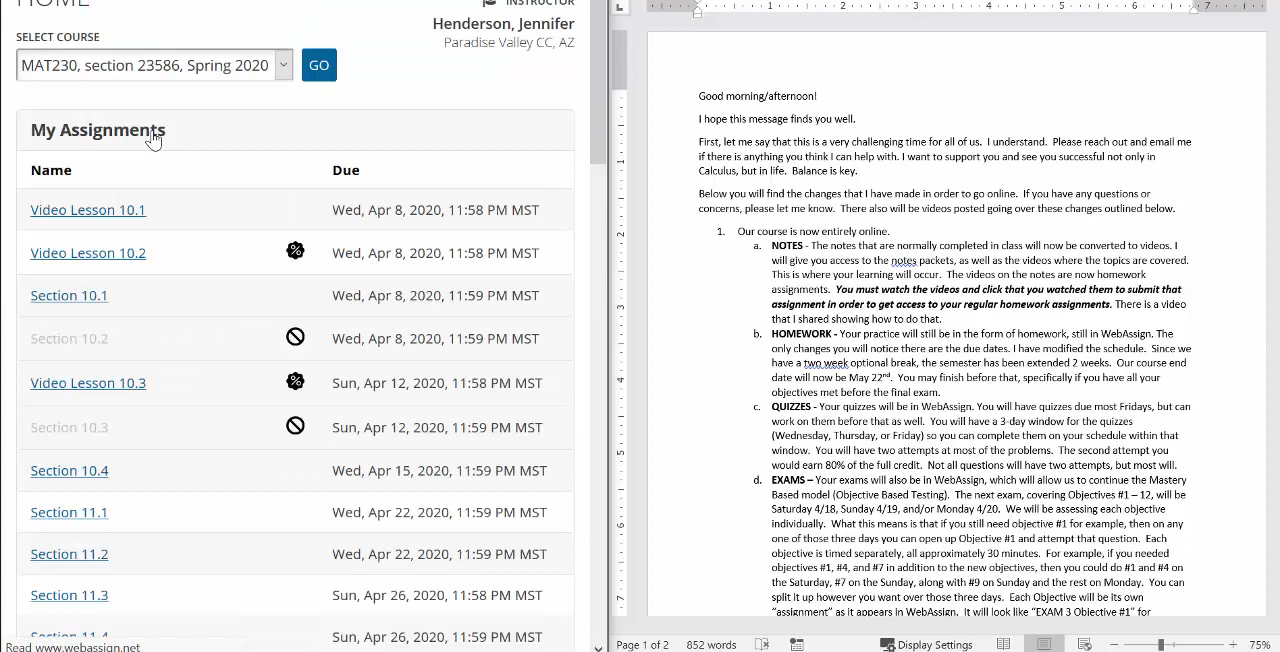 HOME
INSTRUCTOR
Henderson, Jennifer
Paradise Valley CC, AZ
SELECT COURSE
MAT230, section 23586, Spring 2020
GO
My Assignments
Name Due
Video Lesson 10.1 Wed, Apr 8, 2020, 11:58 PM MST
Video Lesson 10.2 Wed, Apr 8, 2020, 11:58 PM MST
Section 10.1 Wed, Apr 8, 2020, 11:59 PM MST
Section 10.2 Wed, Apr 8, 2020, 11:59 PM MST
Video Lesson 10.3 Sun, Apr 12, 2020, 11:58 PM MST
Section 10.3 Sun, Apr 12, 2020, 11:59 PM MST
Section 10.4 Wed, Apr 15, 2020, 11:59 PM MST
Section 11.1 Wed, Apr 22, 2020, 11:59 PM MST
Section 11.2 Wed, Apr 22, 2020, 11:59 PM MST
Section 11.3 Sun, Apr 26, 2020, 11:58 PM MST
Section 11.4 Sun, Apr 26, 2020, 11:58 PM MST
Read www.webassign.net
1 2 3 4 5 6 7
Good morning/afternoon!
I hope this message finds you well.
First, let me say that this is a very challenging time for all of us. I understand. Please reach out and email me
if there is anything you think I can help with. I want to support you and see you successful not only in
Calculus, but in life. Balance is key.
Below you will find the changes that I have made in order to go online. If you have any questions or
concerns, please let me know. There also will be videos posted going over these changes outlined below.
1. Our course is now entirely online.
a. NOTES - The notes that are normally completed in class will now be converted to videos. I
will give you access to the notes packets, as well as the videos where the topics are covered.
This is where your learning will occur. The videos on the notes are now homework
assignments. You must watch the videos and click that you watched them to submit that
assignment in order to get access to your regular homework assignments. There is a video
that I shared showing how to do that.
b. HOMEWORK - Your practice will still be in the form of homework, still in WebAssign. The
only changes you will notice there are the due dates. I have modified the schedule. Since we
have a two week optional break, the semester has been extended 2 weeks. Our course end
date will now be May 22nd. You may finish before that, specifically if you have all your
objectives met before the final exam.
c. QUIZZES - Your quizzes will be in WebAssign. You will have quizzes due most Fridays, but can
work on them before that as well. You will have a 3-day window for the quizzes
(Wednesday, Thursday, or Friday) so you can complete them on your schedule within that
window. You will have two attempts at most of the problems. The second attempt you
would earn 80% of the full credit. Not all questions will have two attempts, but most will.
d. EXAMS – Your exams will also be in WebAssign, which will allow us to continue the Mastery
Based model (Objective Based Testing). The next exam, covering Objectives #1 – 12, will be
Saturday 4/18, Sunday 4/19, and/or Monday 4/20. We will be assessing each objective
individually. What this means is that if you still need objective #1 for example, then on any
one of those three days you can open up Objective #1 and attempt that question. Each
objective is timed separately, all approximately 30 minutes. For example, if you needed
objectives #1, #4, and #7 in addition to the new objectives, then you could do #1 and #4 on
the Saturday, #7 on the Sunday, along with #9 on Sunday and the rest on Monday. You can
split it up however you want over those three days. Each Objective will be its own
"assignment" as it appears in WebAssign. It will look like "EXAM 3 Objective #1" for
1
2
3
4
5
6
7
Page 1 of 2 852 words Display Settings 75%